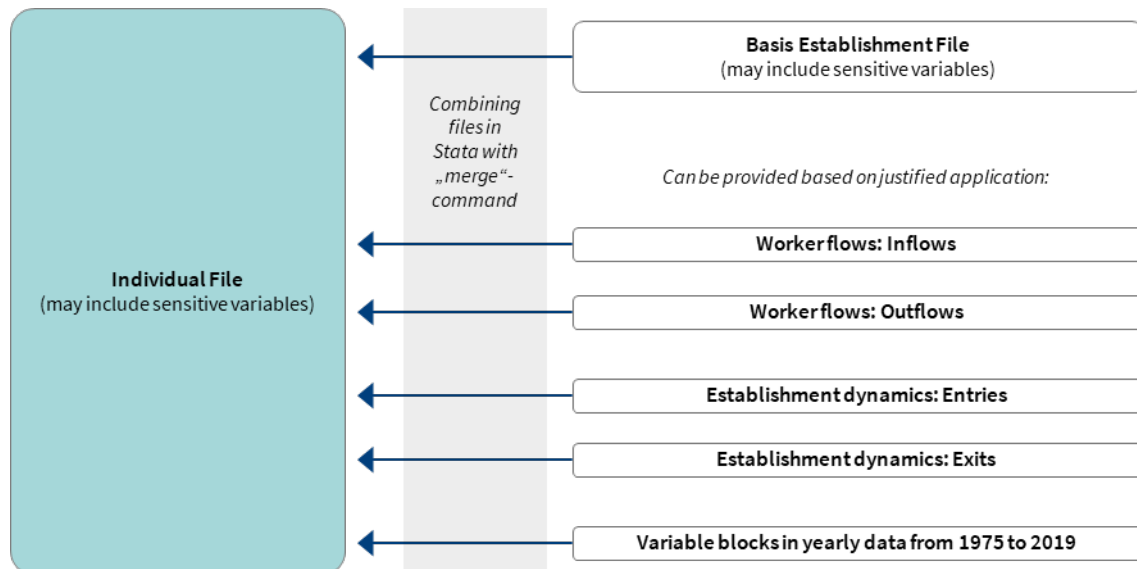 Individual File
(may include sensitive variables)
Combining
files in
Stata with
„merge“-
command
Basis Establishment File
(may include sensitive variables)
Can be provided based on justified application:
Worker flows: Inflows
Worker flows: Outflows
Establishment dynamics: Entries
Establishment dynamics: Exits
Variable blocks in yearly data from 1975 to 2019